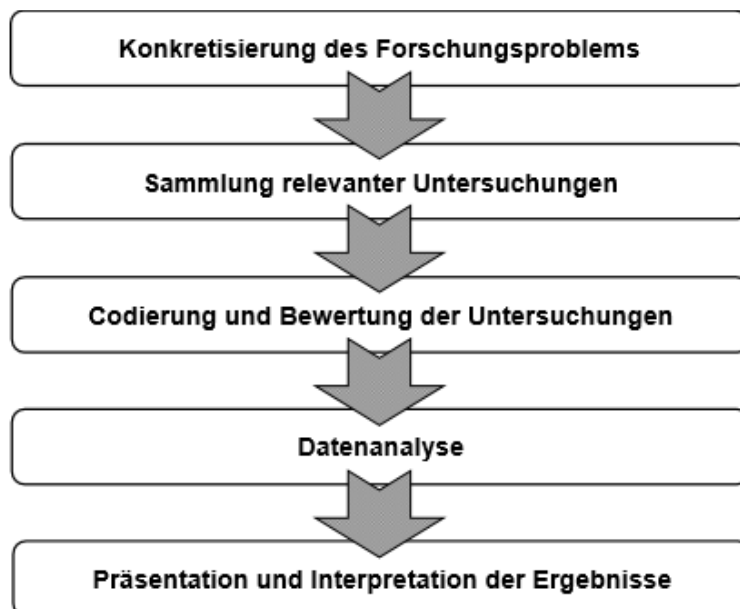 Konkretisierung des Forschungsproblems
Sammlung relevanter Untersuchungen
Codierung und Bewertung der Untersuchungen
Datenanalyse
Präsentation und Interpretation der Ergebnisse